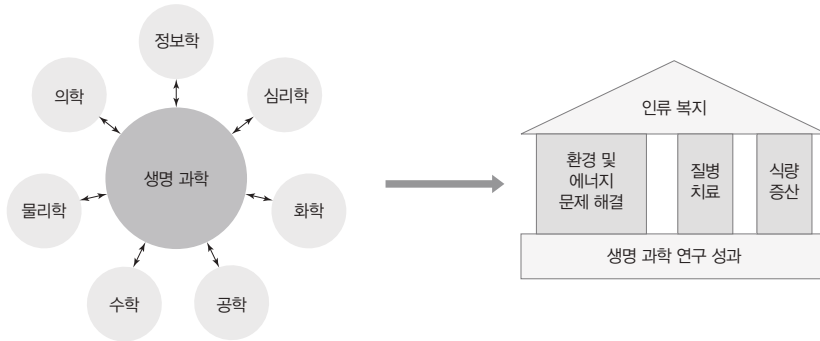 정보학
의학
심리학
생명 과학
물리학
화학
수학
공학
인류 복지
환경 및
에너지
문제 해결
질병
치료
식량
증산
생명 과학 연구 성과